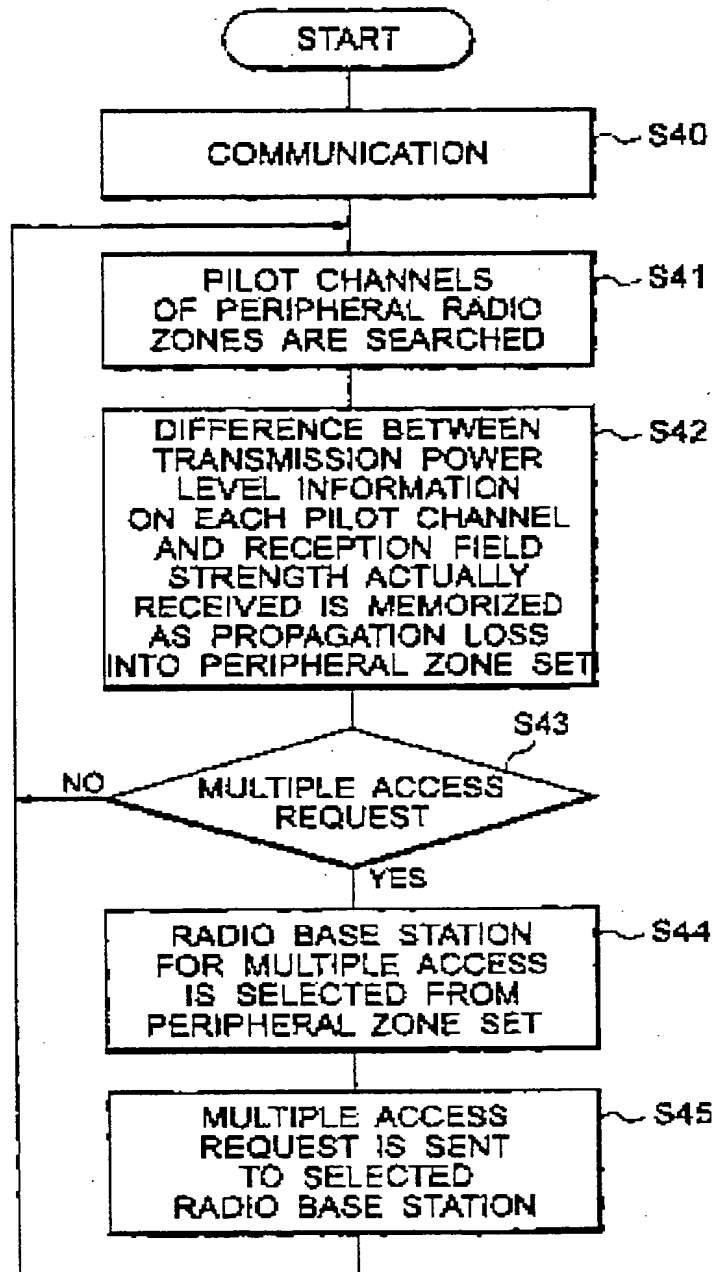 START
COMMUNICATION
S40
PILOT CHANNELS
OF PERIPHERAL RADIO
ZONES ARE SEARCHED
S41
DIFFERENCE BETWEEN
TRANSMISSION POWER
LEVEL INFORMATION
ON EACH PILOT CHANNEL
AND RECEPTION FIELD
STRENGTH ACTUALLY
RECEIVED IS MEMORIZED
AS PROPAGATION LOSS
INTO PERIPHERAL ZONE SET
S42
S43
MULTIPLE ACCESS
REQUEST
NO
YES
RADIO BASE STATION
FOR MULTIPLE ACCESS
IS SELECTED FROM
PERIPHERAL ZONE SET
S44
MULTIPLE ACCESS
REQUEST IS SENT
TO SELECTED
RADIO BASE STATION
S45